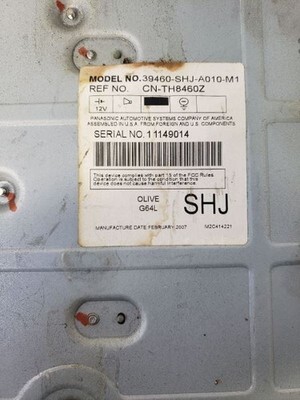 MODEL NO.39460-SHJ-A010-M1
REF NO. CN-TH8460Z
12V
PANASONIC AUTOMOTIVE SYSTEMS COMPANY OF AMERICA
ASSEMBLED IN U.S.A. FROM FOREIGN AND U.S. COMPONENTS
SERIAL NO.11149014
This device complies with part 15 of the FCC Rules.
Operation is subject to the condition that this
device does not cause harmful interference.
OLIVE
G64L
SHJ
MANUFACTURE DATE FEBRUARY.2007 M20414221